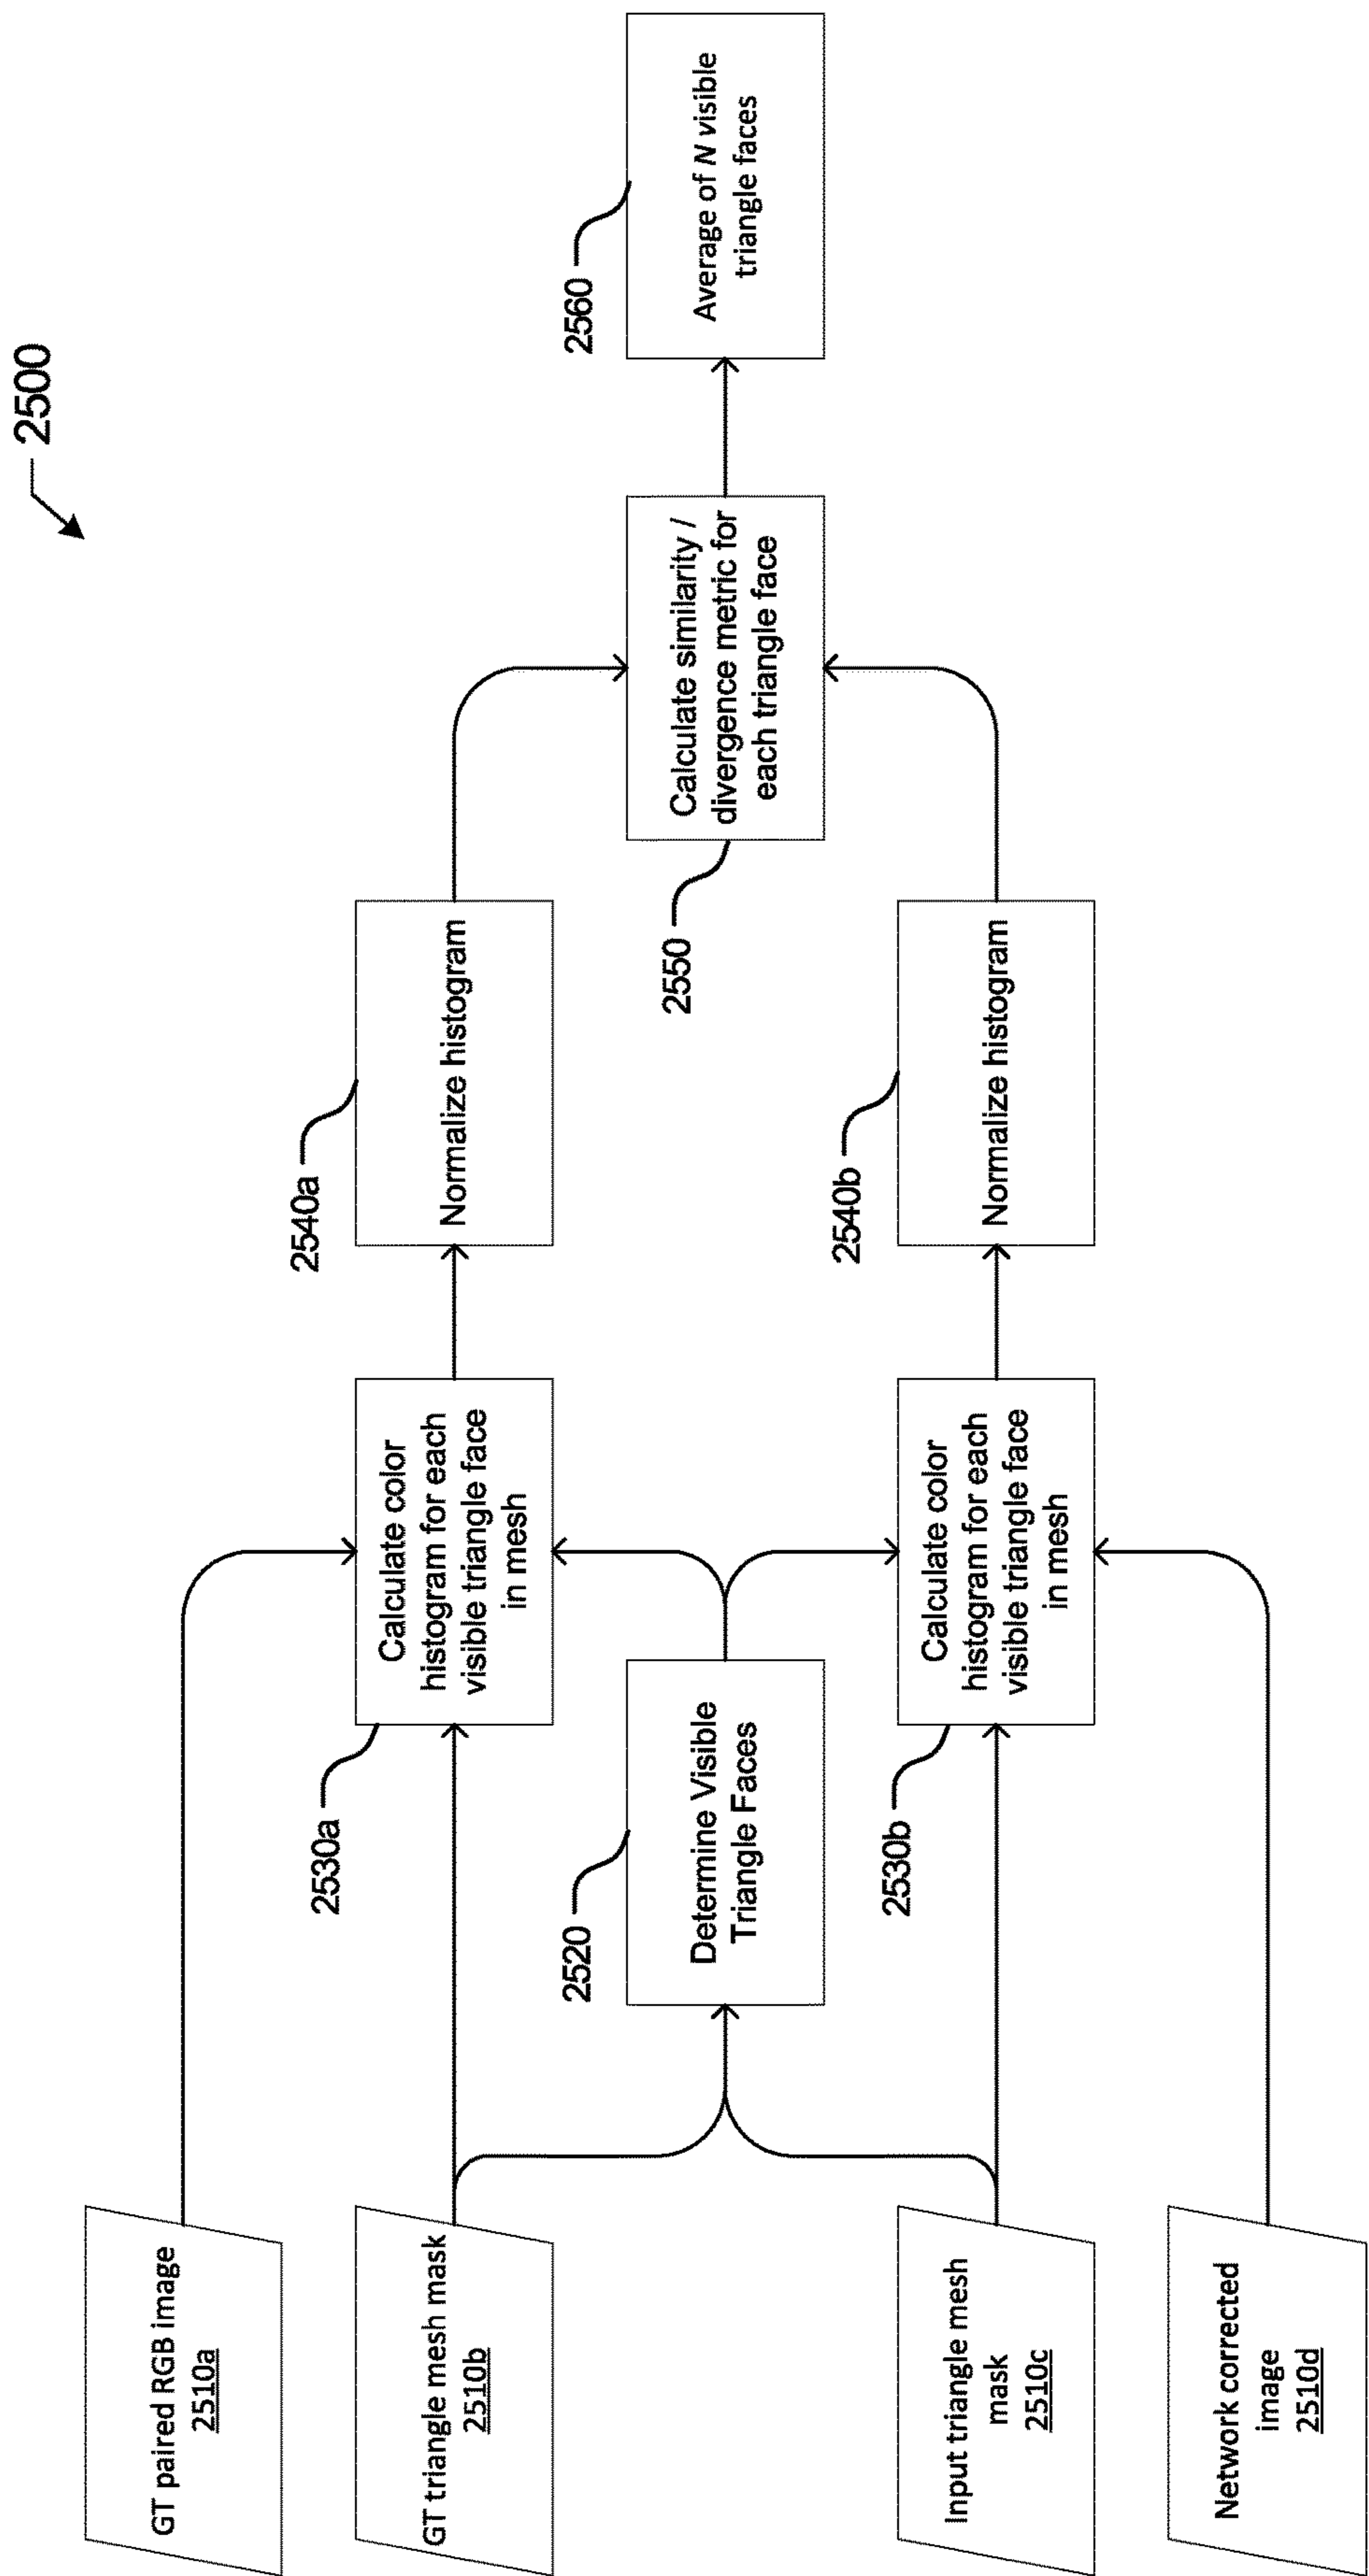 2500
GT paired RGB image
2510a
GT triangle mesh mask
2510b
Input triangle mesh
mask
2510c
Network corrected
image
2510d
2520
Determine Visible
Triangle Faces
2530a
Calculate color
histogram for each
visible triangle face
in mesh
2530b
Calculate color
histogram for each
visible triangle face
in mesh
2540a
Normalize histogram
2540b
Normalize histogram
2550
Calculate similarity /
divergence metric for
each triangle face
2560
Average of N visible
triangle faces